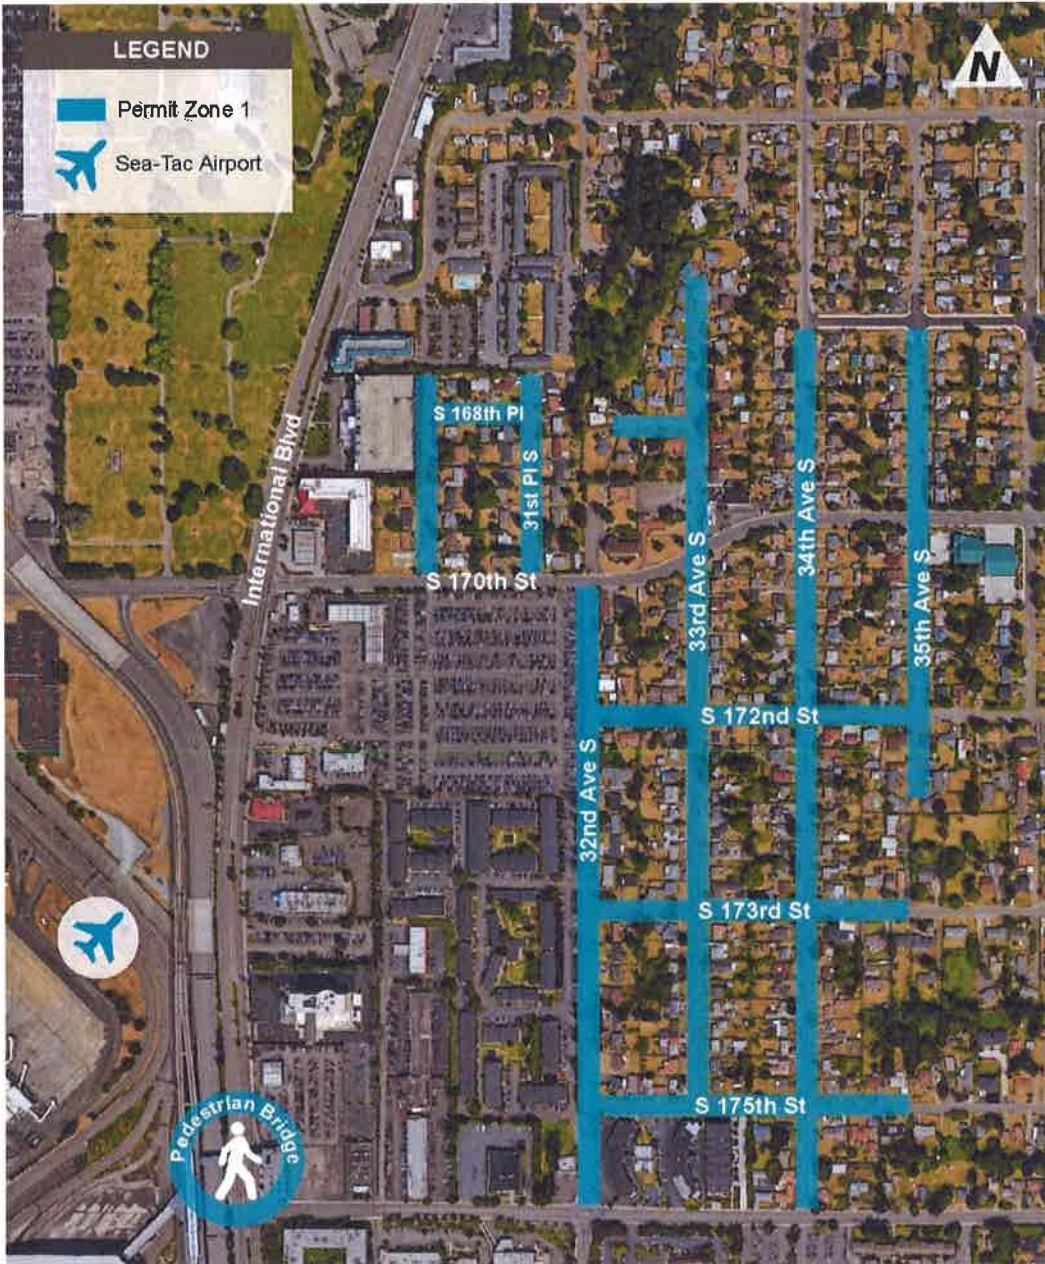 LEGEND
Permit Zone 1
Sea-Tac Airport
N
S 168th Pl
31st Pl S
International Blvd
S 170th St
34th Ave S
33rd Ave S
35th Ave S
S 172nd St
32nd Ave S
S 173rd St
S 175th St
Pedestrian Bridge